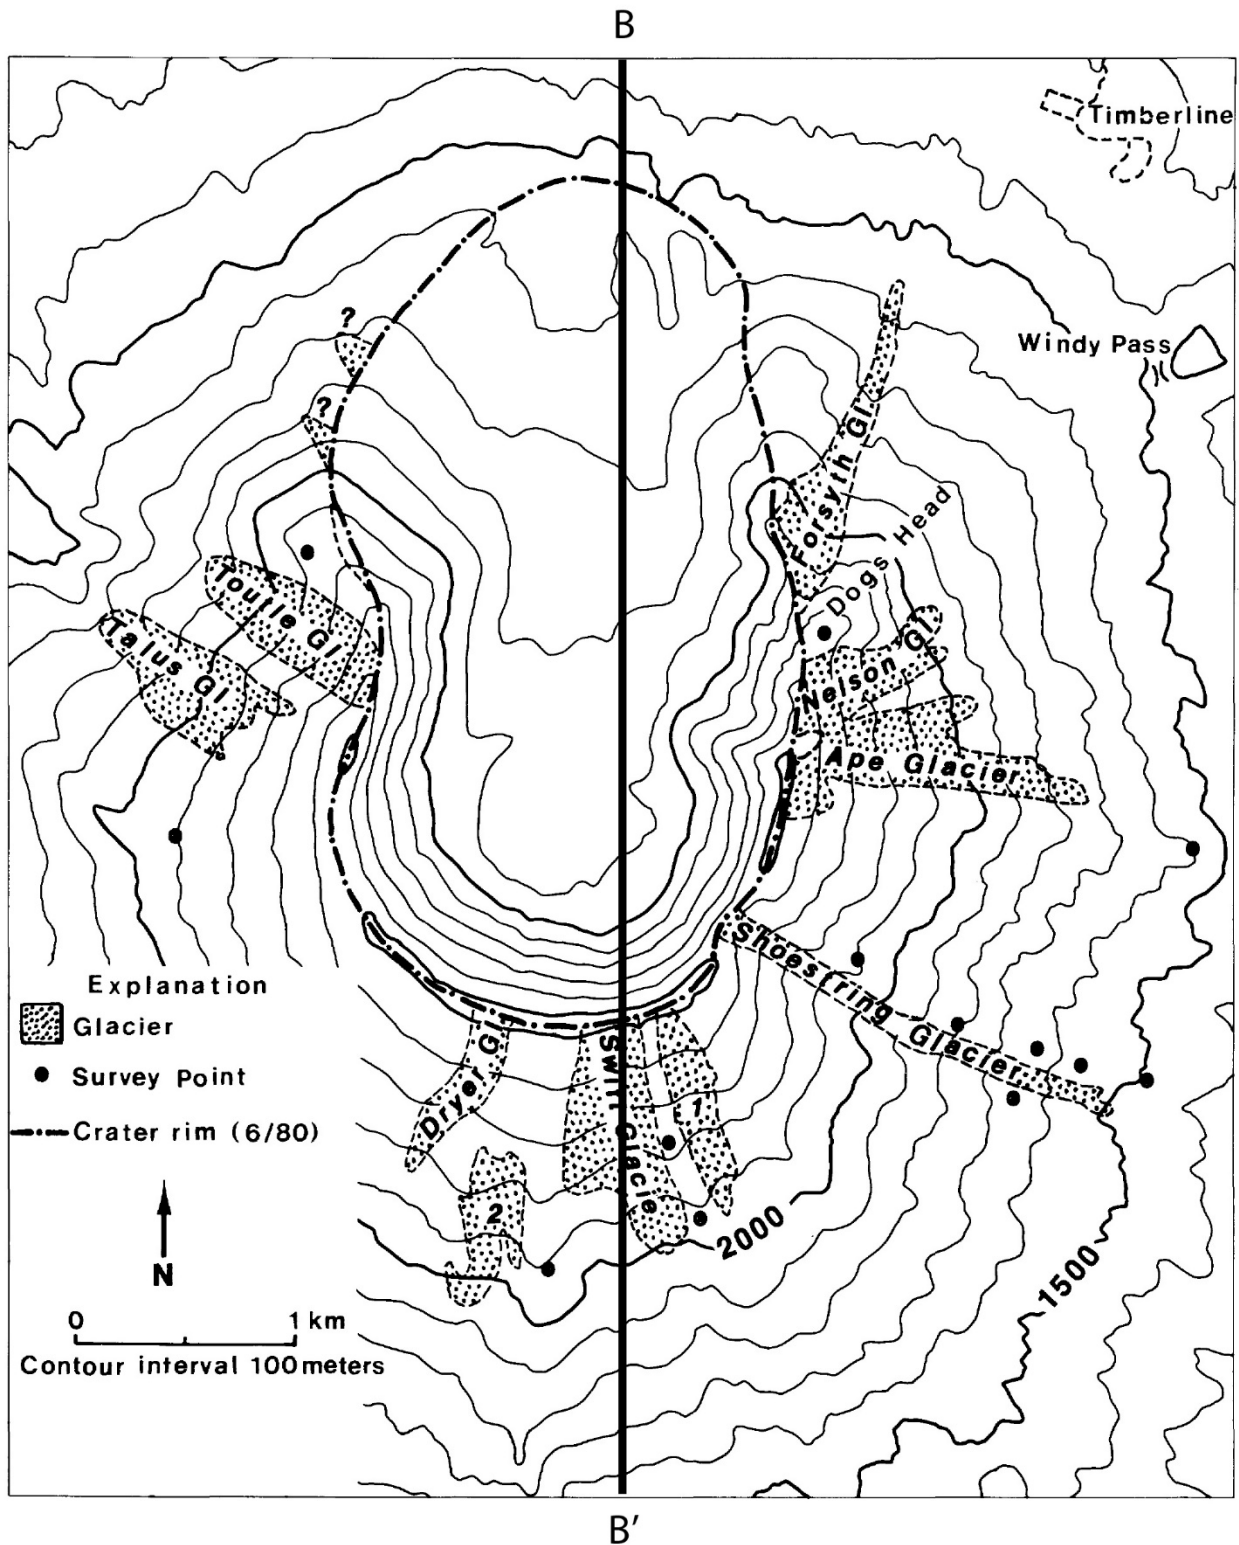 B
Timberline
Windy Pass
?
?
Forsyth Gl
Dogs Head
Toutle Gl
Talus Gl
Nelson Gl
Ape Glacier
Shoestring Glacier
Dryer G
Swift Glacie
1
2
2000
1500
Explanation
Glacier
Survey Point
Crater rim (6/80)
N
0 1 km
Contour interval 100 meters
B'